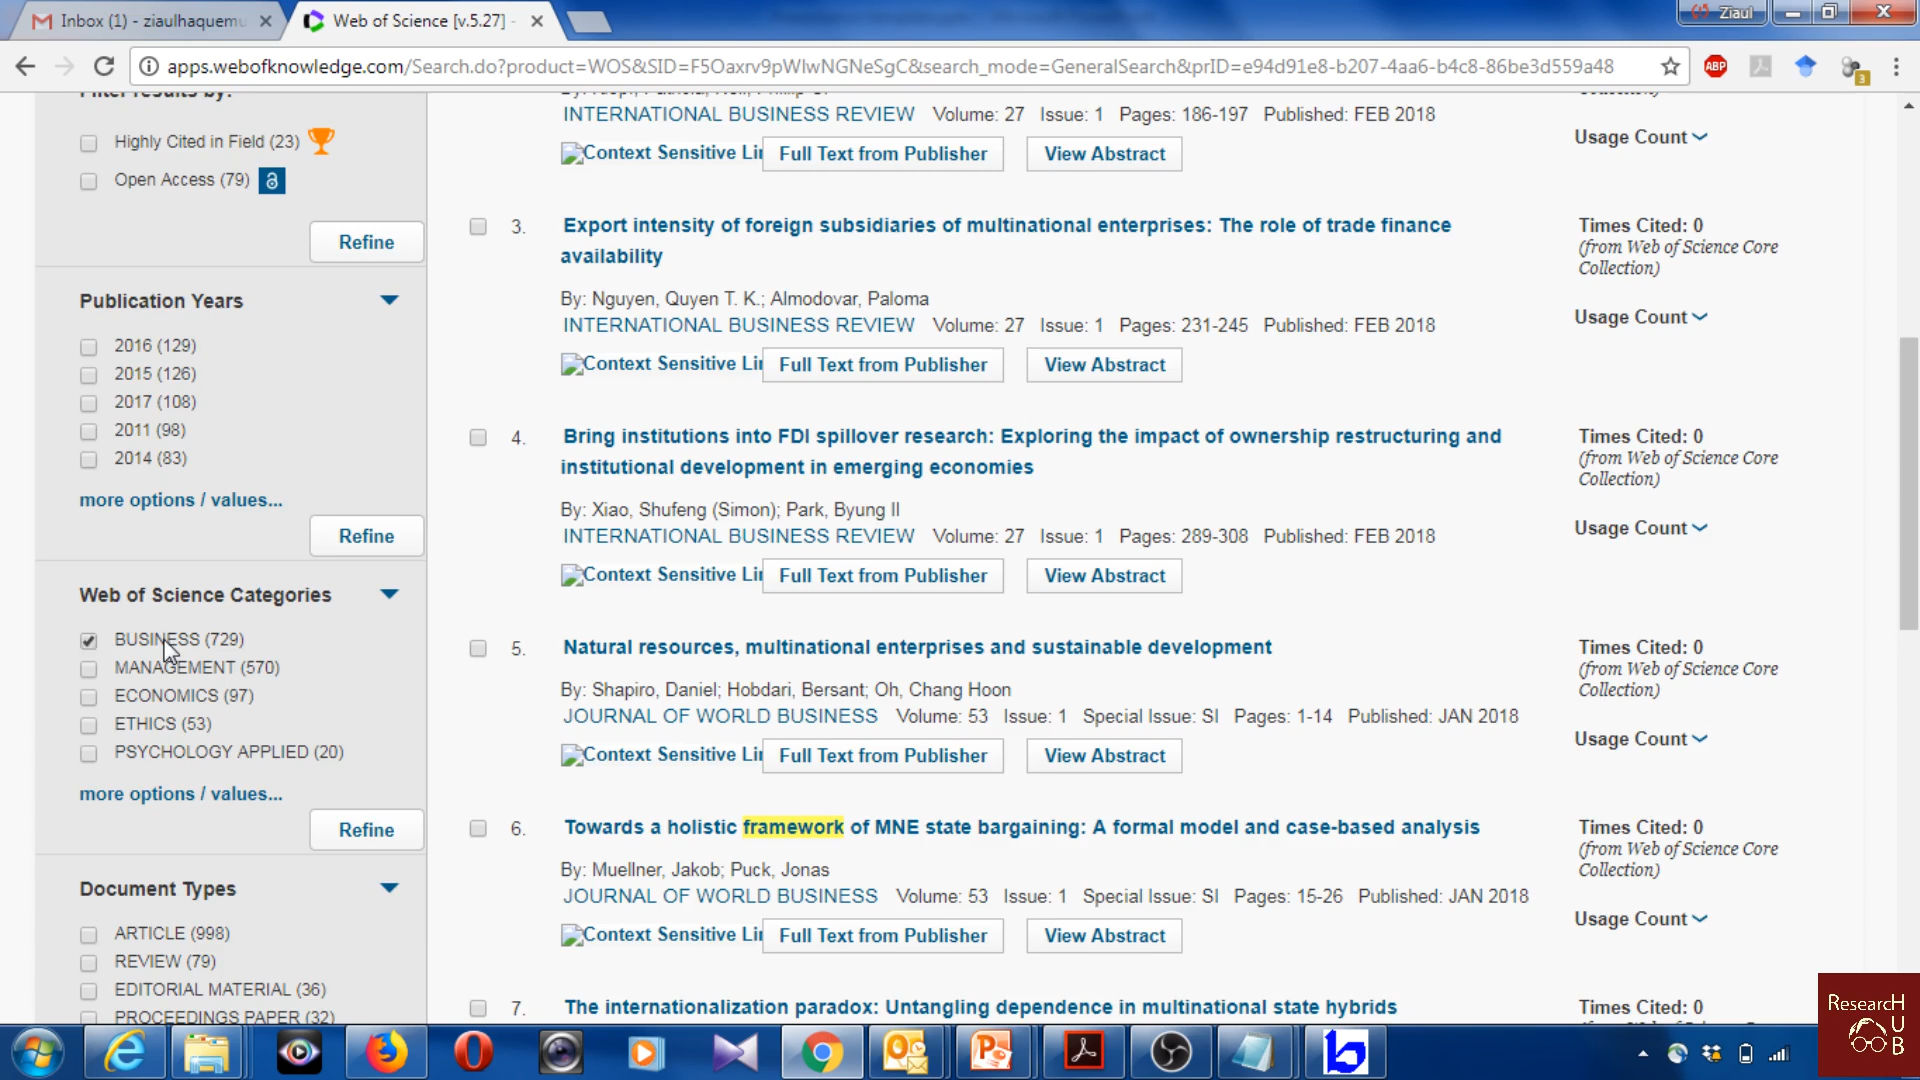 Inbox (1) - ziaulhaquemu
Web of Science [v.5.27] -
Ziaul
apps.webofknowledge.com/Search.do?product=WOS&SID=F5Oaxrv9pWlwNGNeSgC&search_mode=GeneralSearch&prID=e94d91e8-b207-4aa6-b4c8-86be3d559a48
ABP
3
Filter results by:
Highly Cited in Field (23)
Open Access (79)
Refine
Publication Years
2016 (129)
2015 (126)
2017 (108)
2011 (98)
2014 (83)
more options / values...
Refine
Web of Science Categories
BUSINESS (729)
MANAGEMENT (570)
ECONOMICS (97)
ETHICS (53)
PSYCHOLOGY APPLIED (20)
more options / values...
Refine
Document Types
ARTICLE (998)
REVIEW (79)
EDITORIAL MATERIAL (36)
PROCEEDINGS PAPER (32)
INTERNATIONAL BUSINESS REVIEW Volume: 27 Issue: 1 Pages: 186-197 Published: FEB 2018
Context Sensitive Lin Full Text from Publisher View Abstract
Collection)
Usage Count
3. Export intensity of foreign subsidiaries of multinational enterprises: The role of trade finance
availability
By: Nguyen, Quyen T. K.; Almodovar, Paloma
INTERNATIONAL BUSINESS REVIEW Volume: 27 Issue: 1 Pages: 231-245 Published: FEB 2018
Context Sensitive Lin Full Text from Publisher View Abstract
Times Cited: 0
(from Web of Science Core
Collection)
Usage Count
4. Bring institutions into FDI spillover research: Exploring the impact of ownership restructuring and
institutional development in emerging economies
By: Xiao, Shufeng (Simon); Park, Byung Il
INTERNATIONAL BUSINESS REVIEW Volume: 27 Issue: 1 Pages: 289-308 Published: FEB 2018
Context Sensitive Lin Full Text from Publisher View Abstract
Times Cited: 0
(from Web of Science Core
Collection)
Usage Count
5. Natural resources, multinational enterprises and sustainable development
By: Shapiro, Daniel; Hobdari, Bersant; Oh, Chang Hoon
JOURNAL OF WORLD BUSINESS Volume: 53 Issue: 1 Special Issue: SI Pages: 1-14 Published: JAN 2018
Context Sensitive Lin Full Text from Publisher View Abstract
Times Cited: 0
(from Web of Science Core
Collection)
Usage Count
6. Towards a holistic framework of MNE state bargaining: A formal model and case-based analysis
By: Muellner, Jakob; Puck, Jonas
JOURNAL OF WORLD BUSINESS Volume: 53 Issue: 1 Special Issue: SI Pages: 15-26 Published: JAN 2018
Context Sensitive Lin Full Text from Publisher View Abstract
Times Cited: 0
(from Web of Science Core
Collection)
Usage Count
7. The internationalization paradox: Untangling dependence in multinational state hybrids
Times Cited: 0
ResearcH
U
B